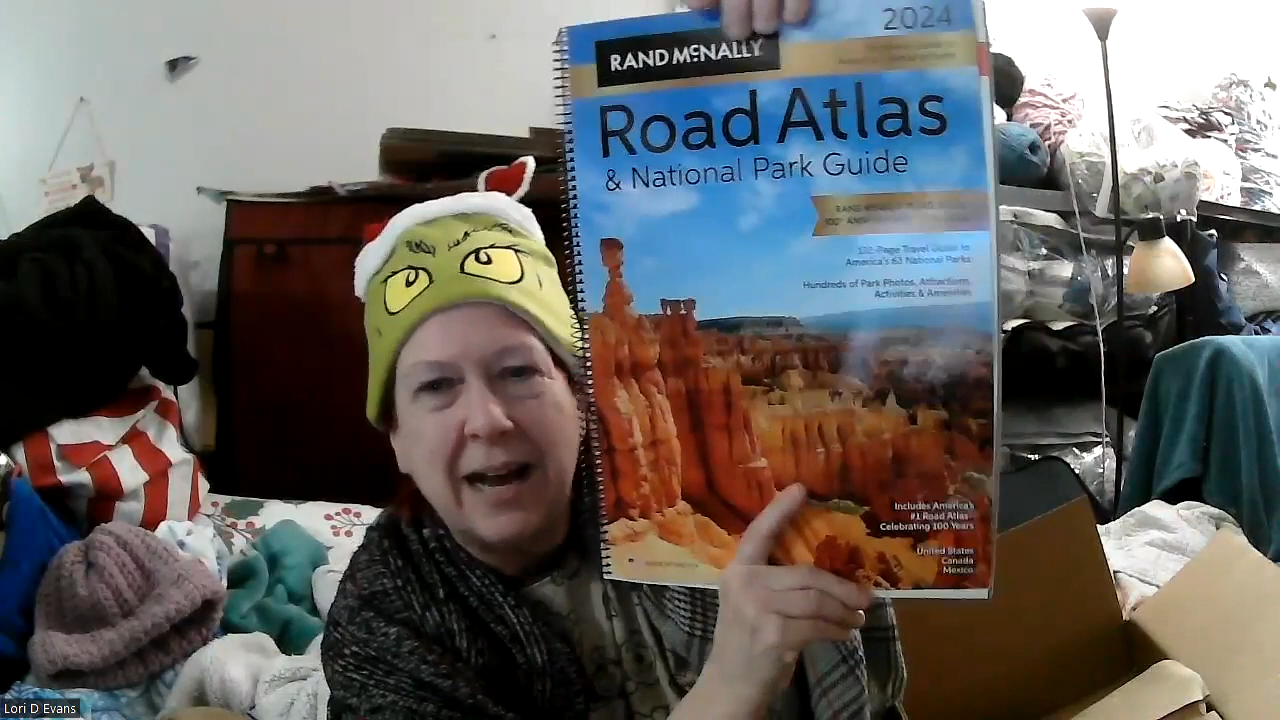 2024
RAND McNALLY
Road Atlas
& National Park Guide
100th
132-Page Travel Guide to
America's 63 National Parks
Hundreds of Park Photos, Attractions,
Activities & Amenities
Includes America's
#1 Road Atlas -
Celebrating 100 Years
United States
Canada
Mexico
Lori D Evans